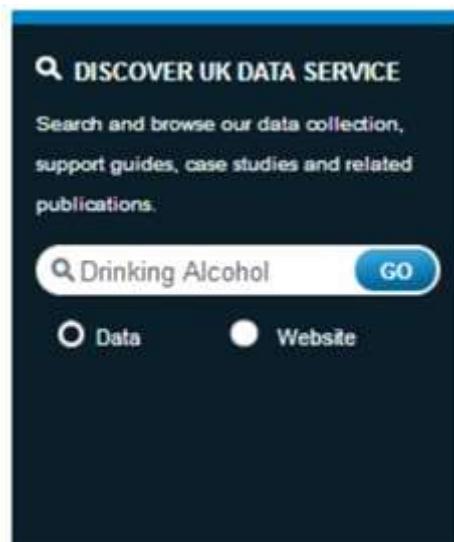 DISCOVER UK DATA SERVICE
Search and browse our data collection,
support guides, case studies and related
publications.
Drinking Alcohol GO
Data Website